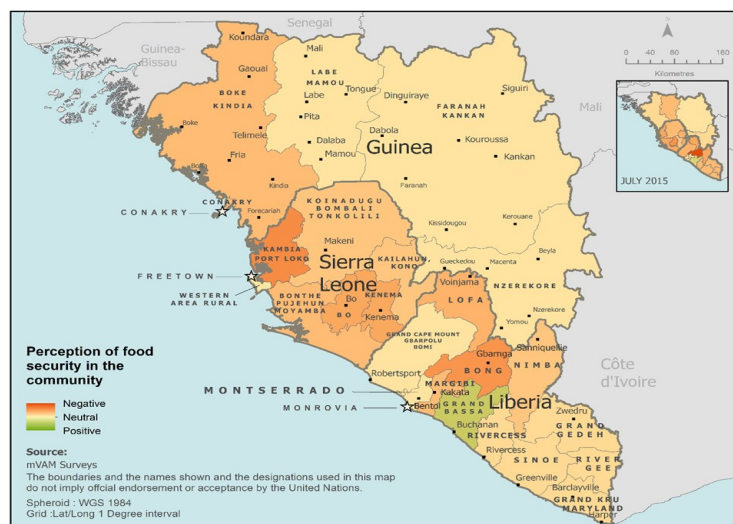 Senegal
Guinea-
Bissau
Mali
Côte
d'Ivoire
Koundara
Gaoual
BOKE
KINDIA
Boke
Telimele
Fria
Boffa
Kindia
CONAKRY
CONAKRY
Forecariah
Mali
LABE
MAMOU
Tongue
Labe
Pita
Dalaba
Mamou
Dinguiraye
Siguiri
FARANAH
KANKAN
Dabola
Kouroussa
Guinea
Kankan
Faranah
Kissidougou
Kerouane
Beyla
Gueckedou
Macenta
NZEREKORE
Nzerekore
Yomou
KOINADUGU
BOMBALI
TONKOLILI
Makeni
KAMBIA
PORT LOKO
Sierra
Leone
KAILAHUN,
KONO
FREETOWN
WESTERN
AREA RURAL
BONTHE
PUJEHUN
MOYAMBA
Bo
BO
KENEMA
Kenema
Voinjama
LOFA
GRAND CAPE MOUNT
GBARPOLU
BOMI
Robertsport
MONTSERRADO
MONROVIA
Bentol
MARGIBI
Kakata
Gbarnga
BONG
Sanniquellie
NIMBA
Liberia
GRAND
BASSA
Buchanan
RIVERCESS
Rivercess
Zwedru
GRAND
GEDEH
SINOE
RIVER
GEE
Greenville
Barclayville
GRAND KRU
MARYLAND
Harper
N
0 20 40 80 120 160
Kilometres
JULY 2015
Perception of food
security in the
community
Negative
Neutral
Positive
Source:
mVAM Surveys
The boundaries and the names shown and the designations used in this map
do not imply offcial endorsement or acceptance by the United Nations.
Spheroid : WGS 1984
Grid :Lat/Long 1 Degree interval